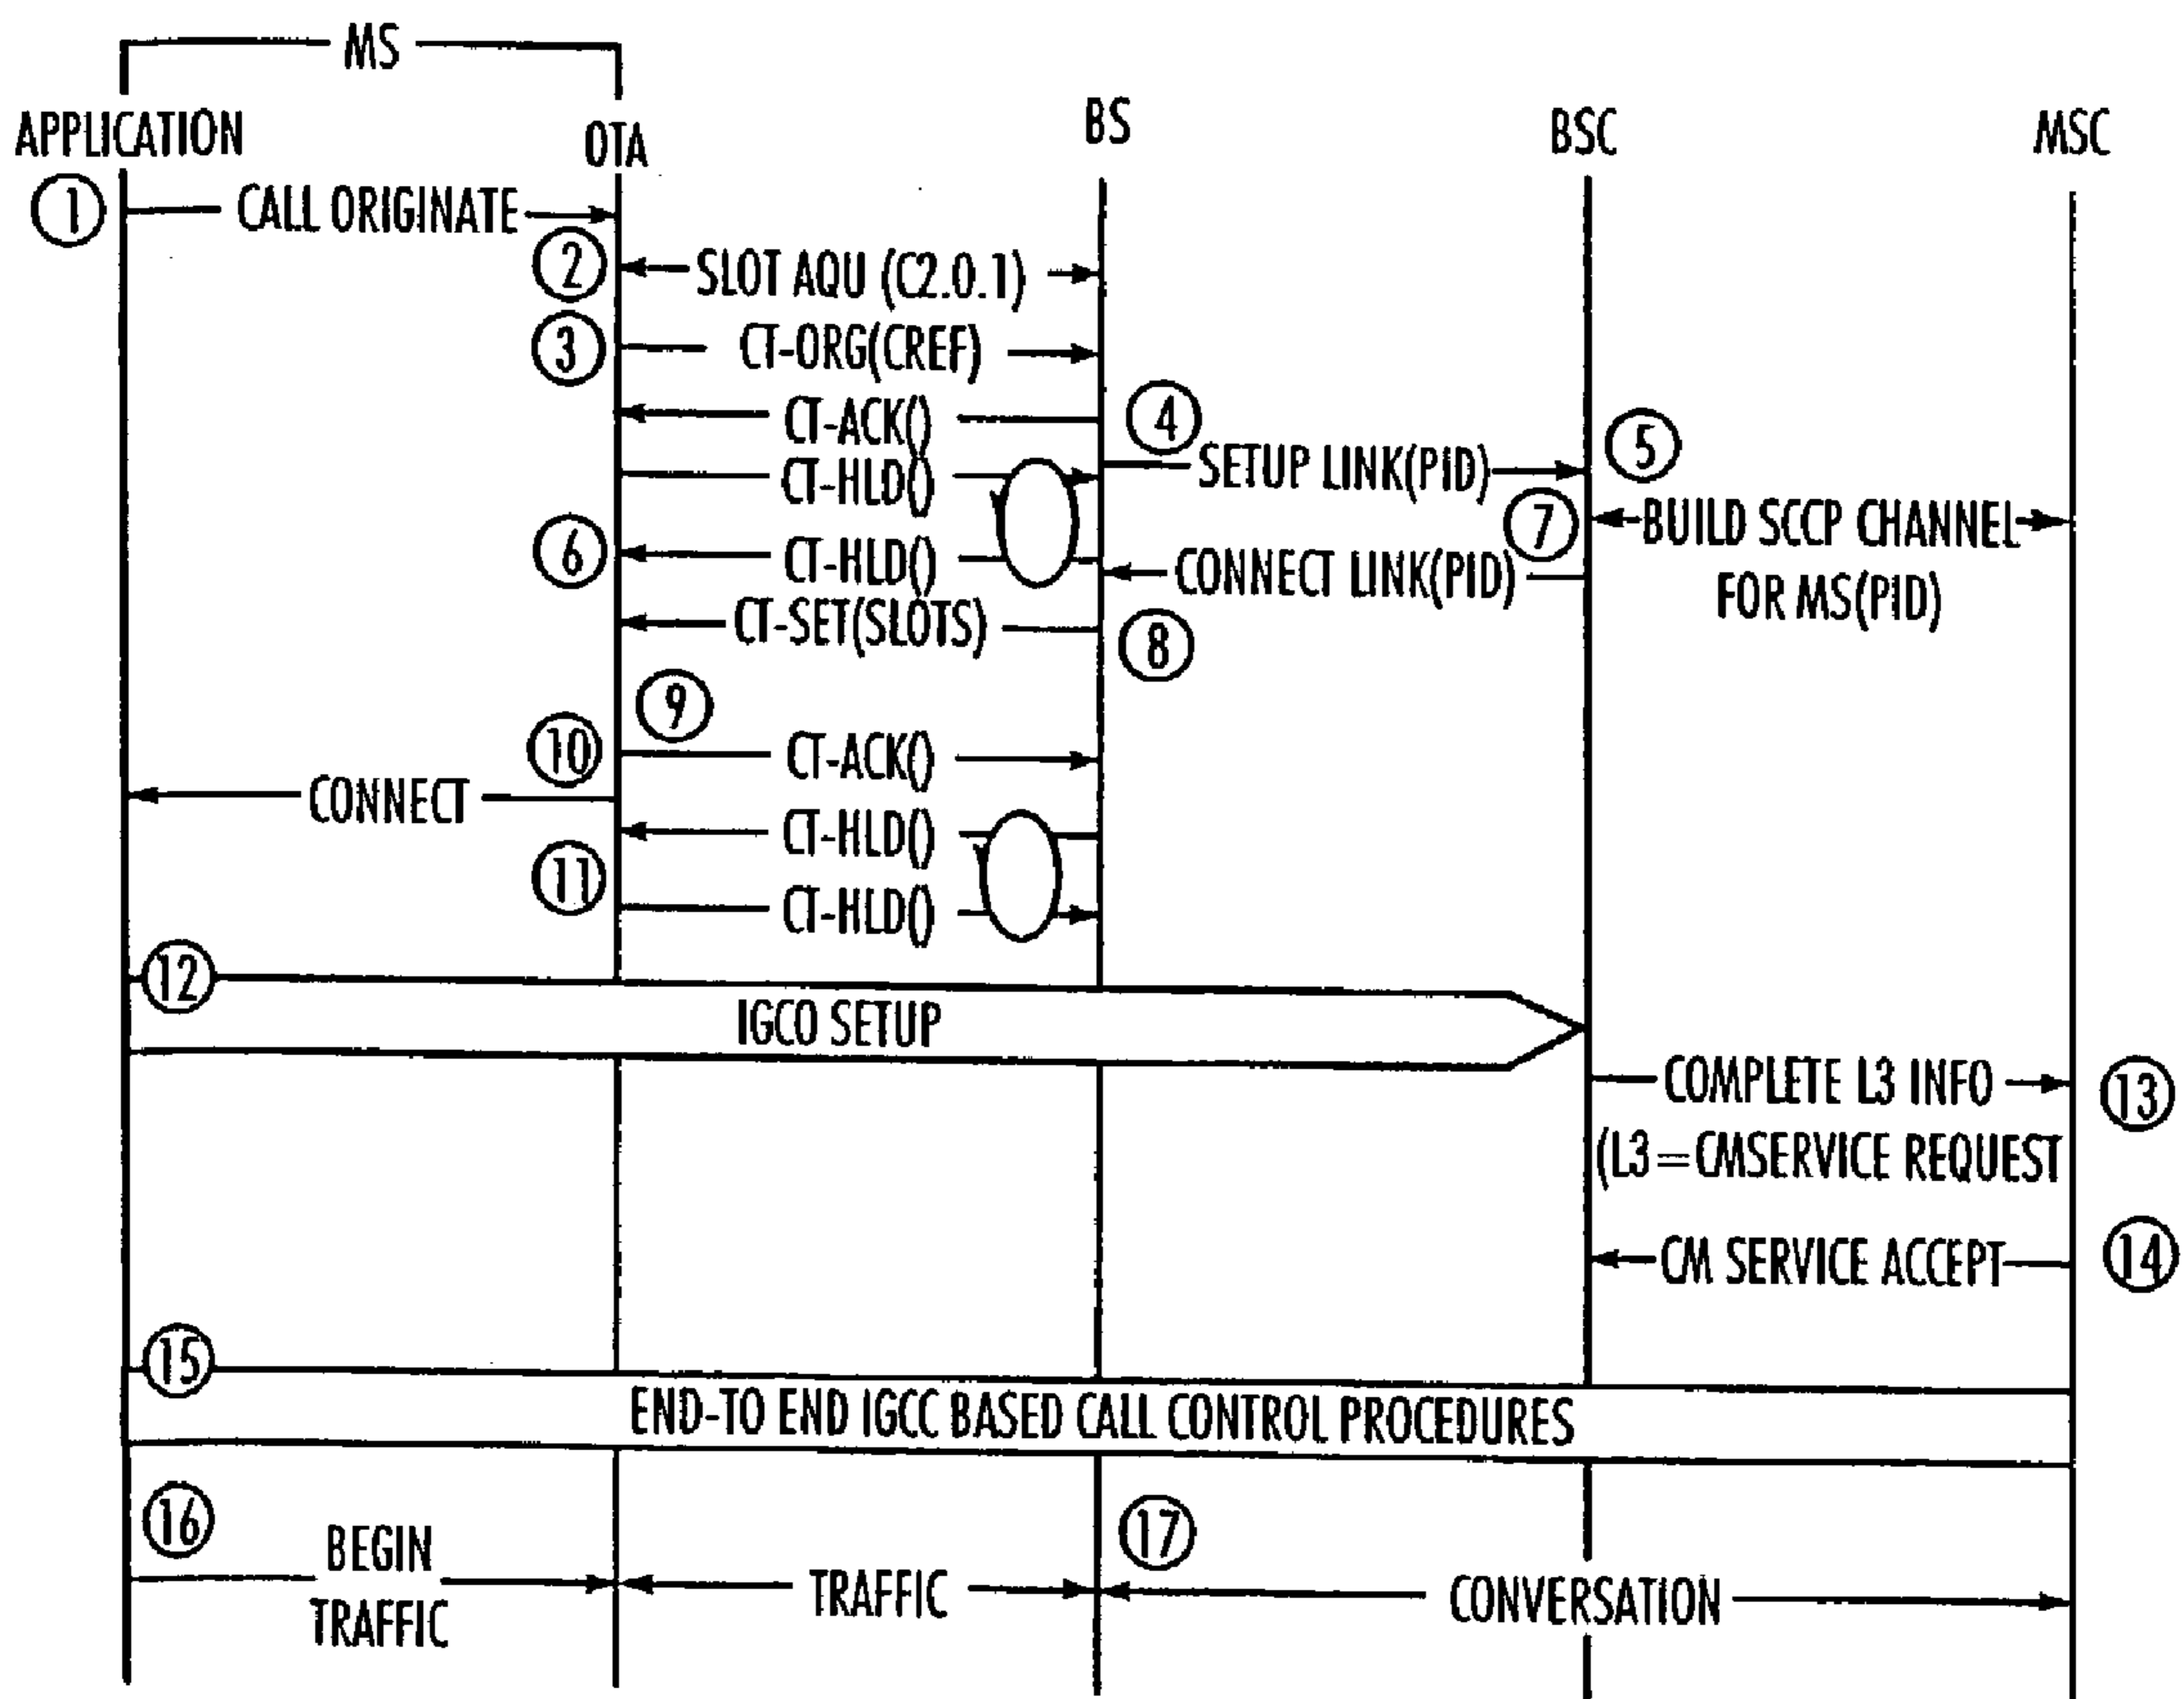 MS
APPLICATION
OTA
BS
BSC
MSC
1
CALL ORIGINATE
2
SLOT AQU (C2.0.1)
3
CT-ORG(CREF)
CT-ACK()
4
CT-HLD()
SETUP LINK(PID)
5
6
CT-HLD()
7
BUILD SCCP CHANNEL
FOR MS(PID)
CONNECT LINK(PID)
CT-SET(SLOTS)
8
9
10
CT-ACK()
CONNECT
CT-HLD()
11
CT-HLD()
12
IGCO SETUP
COMPLETE L3 INFO
13
(L3=CMSERVICE REQUEST
CM SERVICE ACCEPT
14
15
END-TO END IGCC BASED CALL CONTROL PROCEDURES
16
BEGIN
TRAFFIC
TRAFFIC
17
CONVERSATION